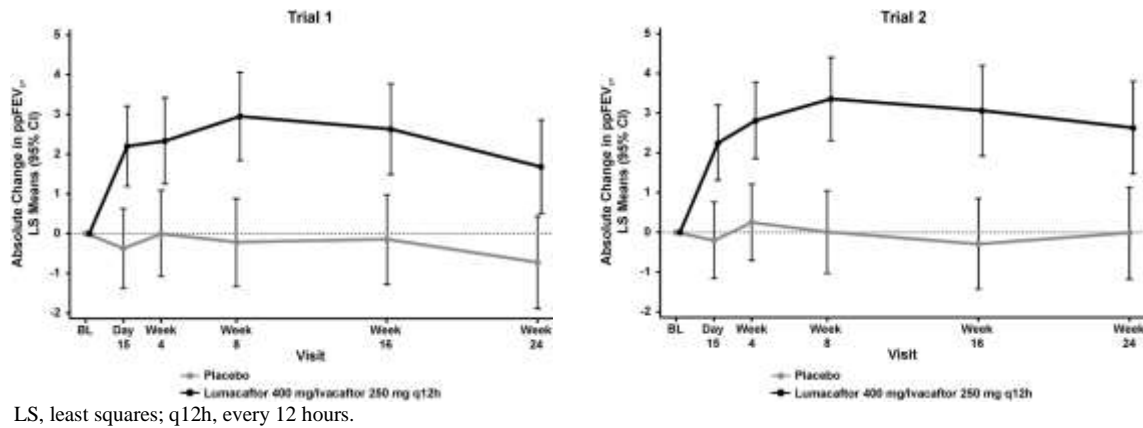 Trial 1
Absolute Change in ppFEV₁,
LS Means (95% CI)
5
4
3
2
1
0
-1
-2
BL
Day 15
Week 4
Week 8
Week 16
Week 24
Visit
Placebo
Lumacaftor 400 mg/Ivacaftor 250 mg q12h
Trial 2
Absolute Change in ppFEV₁,
LS Means (95% CI)
5
4
3
2
1
0
-1
-2
BL
Day 15
Week 4
Week 8
Week 16
Week 24
Visit
Placebo
Lumacaftor 400 mg/Ivacaftor 250 mg q12h
LS, least squares; q12h, every 12 hours.